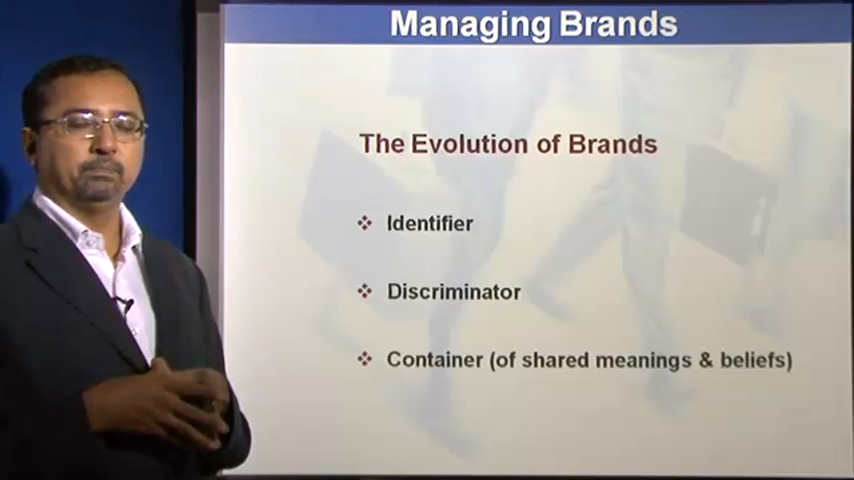 Managing Brands
The Evolution of Brands
❖ Identifier
❖ Discriminator
❖ Container (of shared meanings & beliefs)